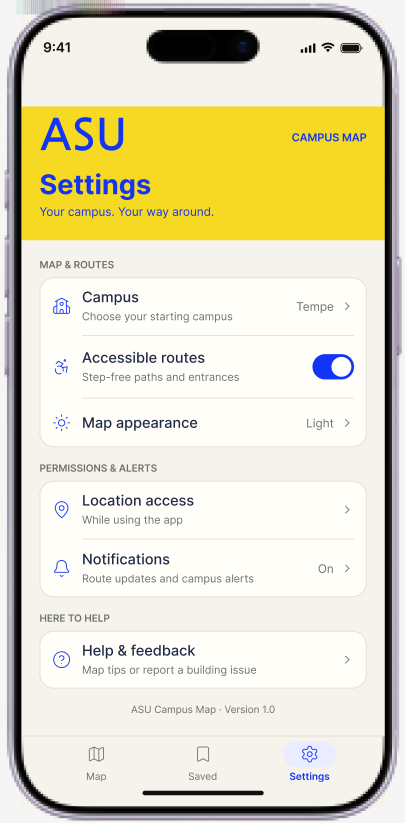 9:41
ASU
CAMPUS MAP
Settings
Your campus. Your way around.
MAP & ROUTES
Campus
Choose your starting campus
Tempe
Accessible routes
Step-free paths and entrances
Map appearance
Light
PERMISSIONS & ALERTS
Location access
While using the app
Notifications
Route updates and campus alerts
On
HERE TO HELP
Help & feedback
Map tips or report a building issue
ASU Campus Map · Version 1.0
Map
Saved
Settings